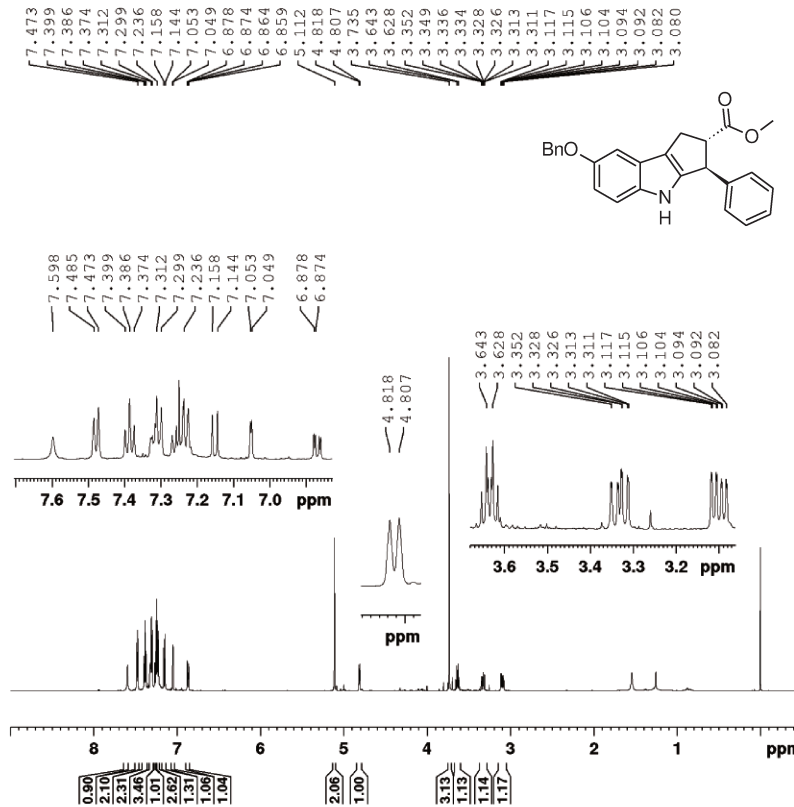 7.473 7.399 7.386 7.374 7.312 7.299 7.236 7.158 7.144 7.053 7.049 6.878 6.874 6.864 6.859 5.112 4.818 4.807 3.735 3.643 3.628 3.352 3.349 3.336 3.334 3.328 3.326 3.313 3.311 3.117 3.115 3.106 3.104 3.094 3.092 3.082 3.080
O
O
BnO
N
H
7.598 7.485 7.473 7.399 7.386 7.374 7.312 7.299 7.236 7.158 7.144 7.053 7.049 6.878 6.874
4.818 4.807
3.643 3.628 3.352 3.328 3.326 3.313 3.311 3.117 3.115 3.106 3.104 3.094 3.092 3.082
7.6 7.5 7.4 7.3 7.2 7.1 7.0 ppm
3.6 3.5 3.4 3.3 3.2 ppm
ppm
8 7 6 5 4 3 2 1 ppm
0.90 2.10 2.31 3.46 1.01 2.62 1.31 1.06 1.04 2.06 1.00 3.13 1.13 1.14 1.17